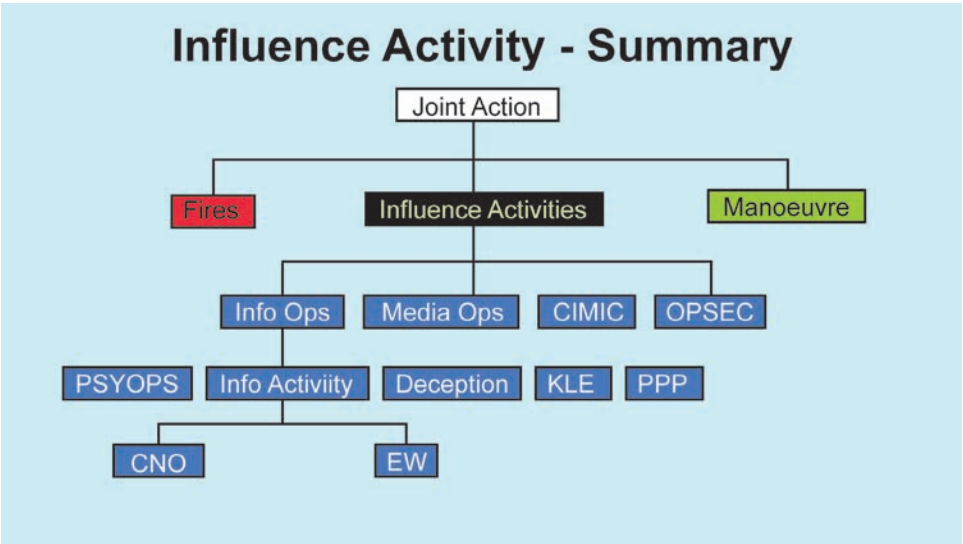 Influence Activity - Summary
Joint Action
Fires
Influence Activities
Manoeuvre
Info Ops
Media Ops
CIMIC
OPSEC
PSYOPS
Info Activiity
Deception
KLE
PPP
CNO
EW